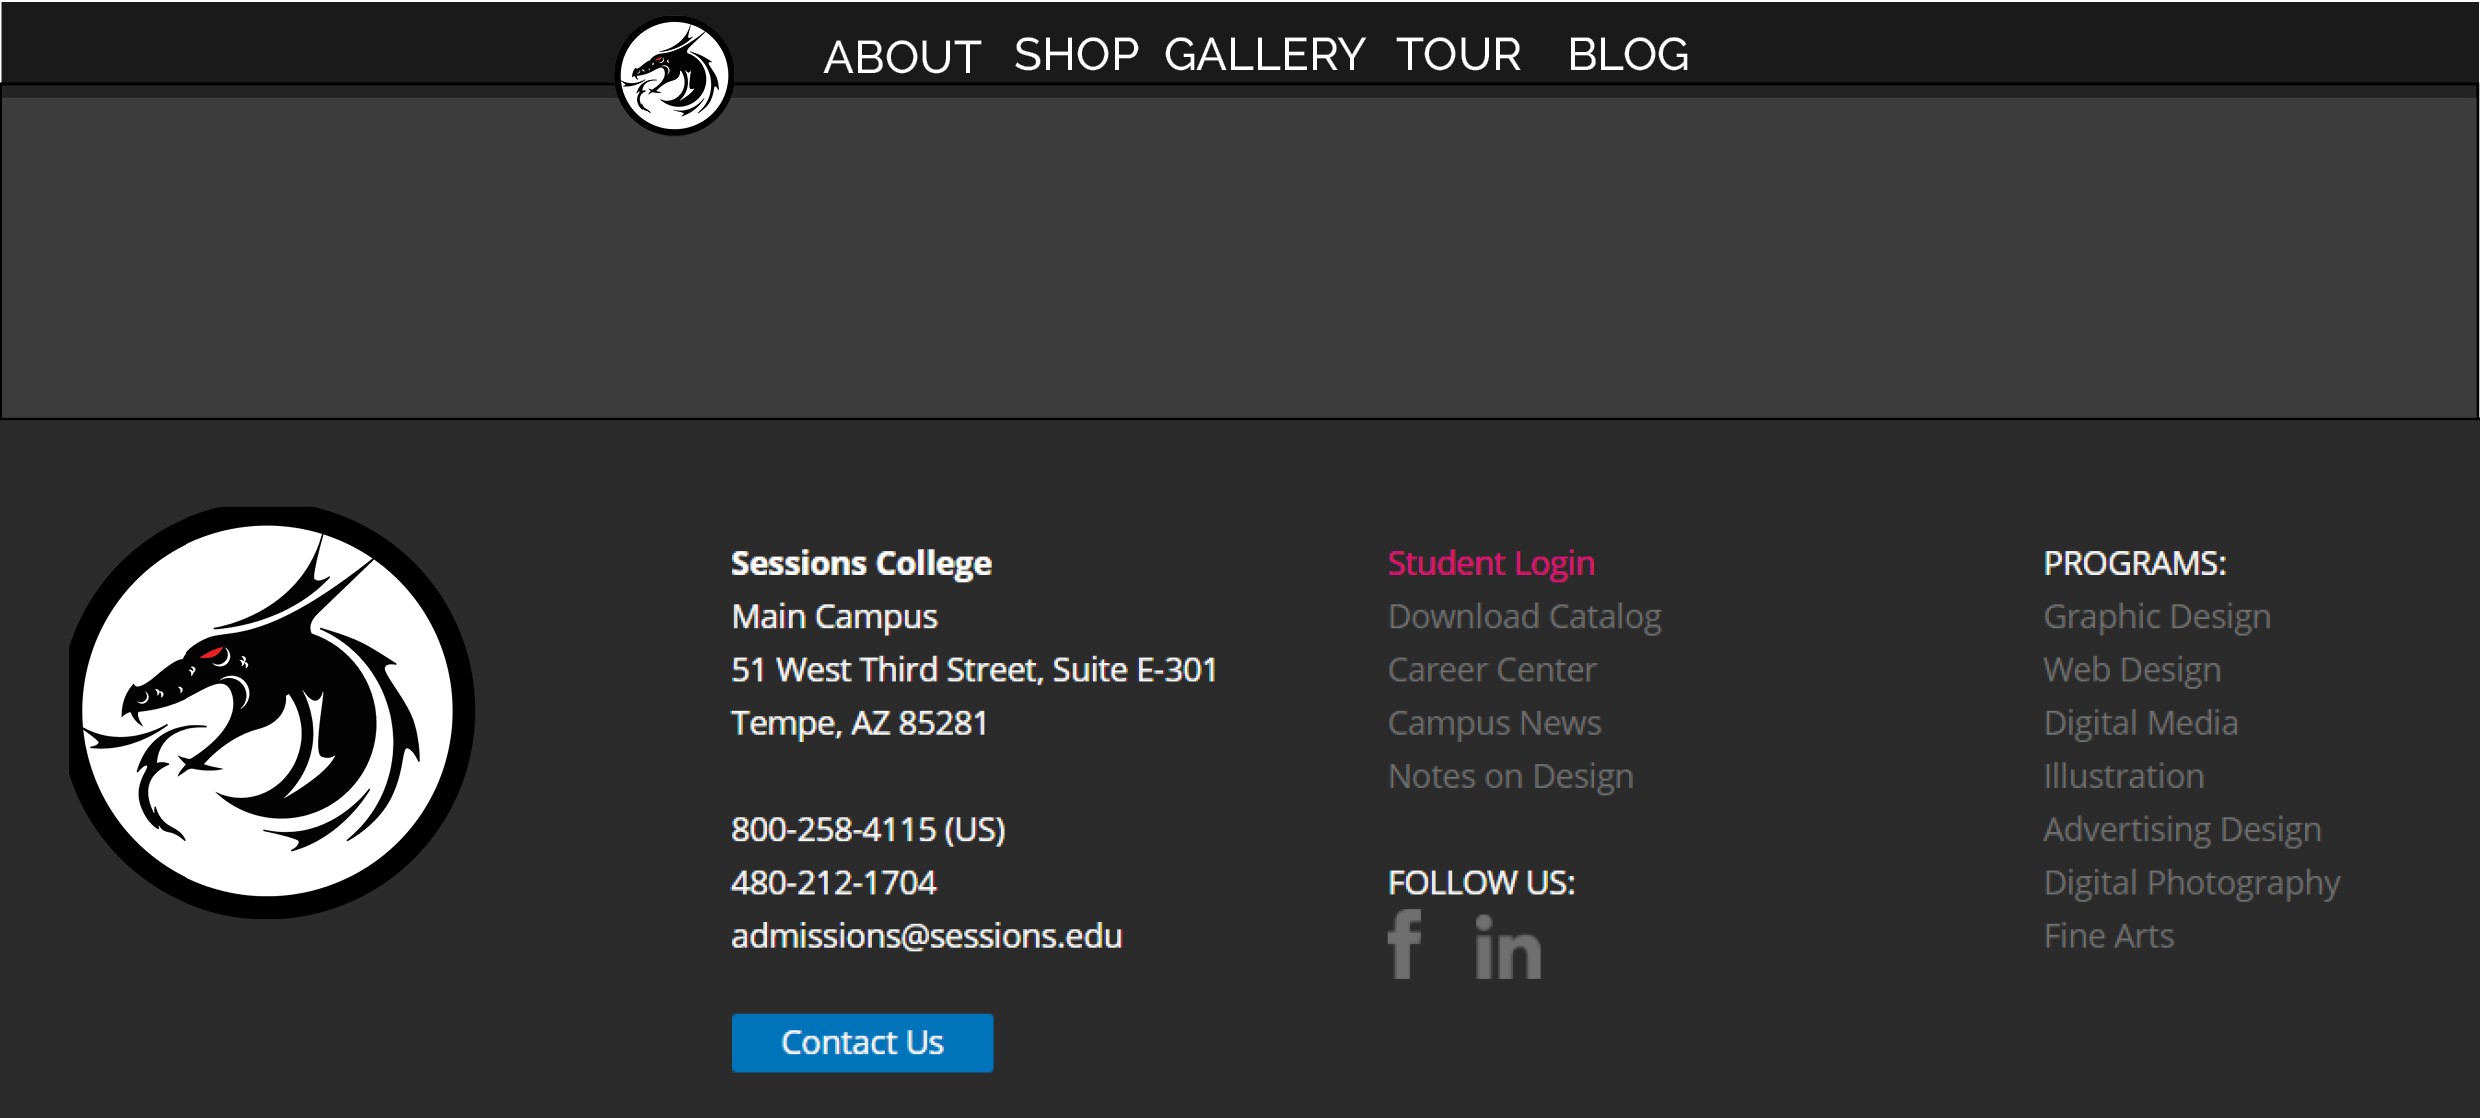 ABOUT SHOP GALLERY TOUR BLOG
Sessions College
Main Campus
51 West Third Street, Suite E-301
Tempe, AZ 85281
800-258-4115 (US)
480-212-1704
admissions@sessions.edu
Contact Us
Student Login
Download Catalog
Career Center
Campus News
Notes on Design
FOLLOW US:
f in
PROGRAMS:
Graphic Design
Web Design
Digital Media
Illustration
Advertising Design
Digital Photography
Fine Arts